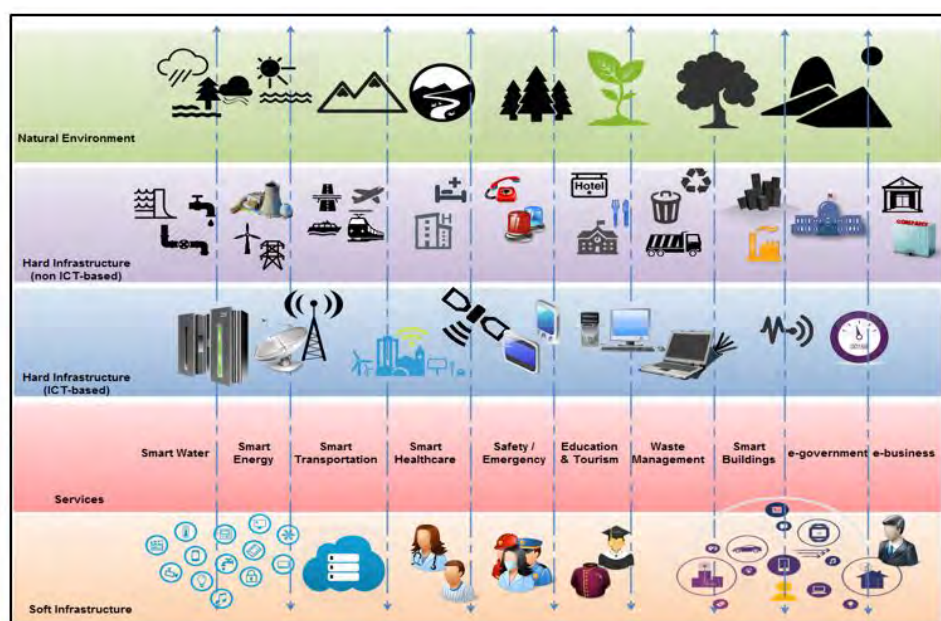 Natural Environment
Hotel
H
COMPANY
Hard Infrastructure
(non ICT-based)
Hard Infrastructure
(ICT-based)
Smart Water
Smart
Energy
Smart
Transportation
Smart
Healthcare
Safety /
Emergency
Education
& Tourism
Waste
Management
Smart
Buildings
e-government
e-business
Services
Soft Infrastructure